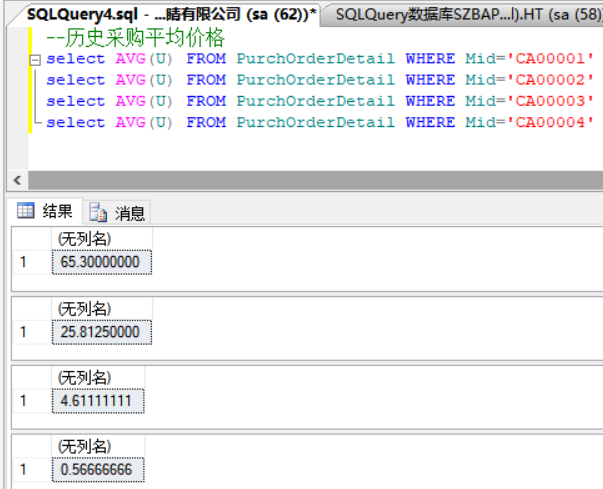 SQLQuery4.sql - ...睛有限公司 (sa (62))* SQLQuery数据库SZBAP...l).HT (sa (58)
--历史采购平均价格
select AVG(U) FROM PurchOrderDetail WHERE Mid='CA00001'
select AVG(U) FROM PurchOrderDetail WHERE Mid='CA00002'
select AVG(U) FROM PurchOrderDetail WHERE Mid='CA00003'
select AVG(U) FROM PurchOrderDetail WHERE Mid='CA00004'
结果 消息
(无列名)
1 65.30000000
(无列名)
1 25.81250000
(无列名)
1 4.61111111
(无列名)
1 0.56666666